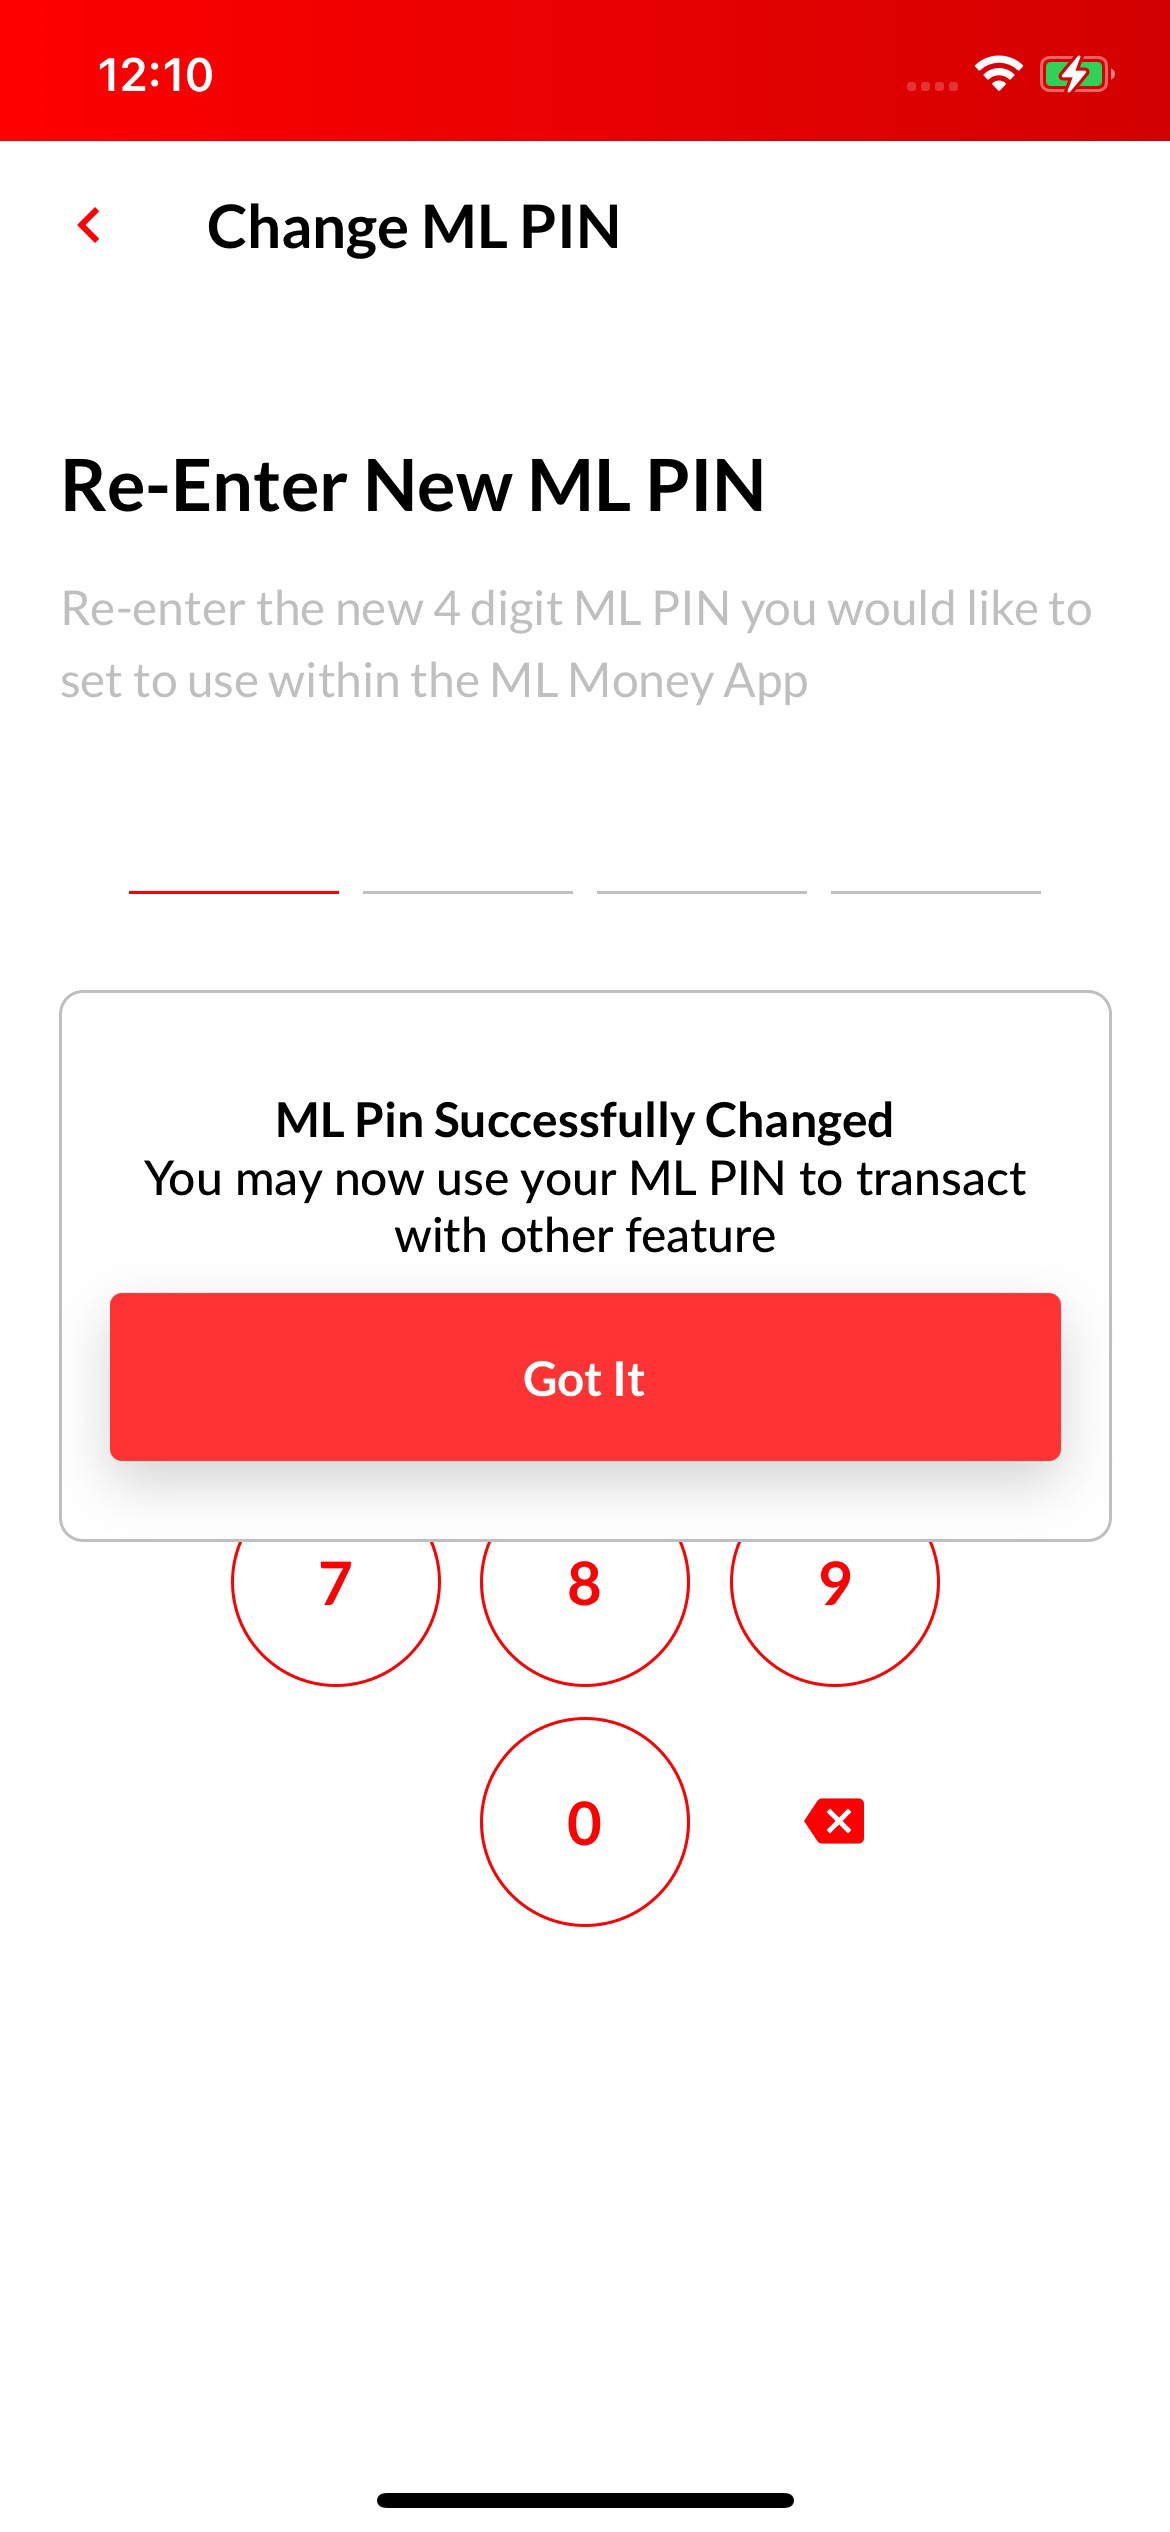 12:10
Change ML PIN
Re-Enter New ML PIN
Re-enter the new 4 digit ML PIN you would like to
set to use within the ML Money App
ML Pin Successfully Changed
You may now use your ML PIN to transact
with other feature
Got It
7 8 9
0